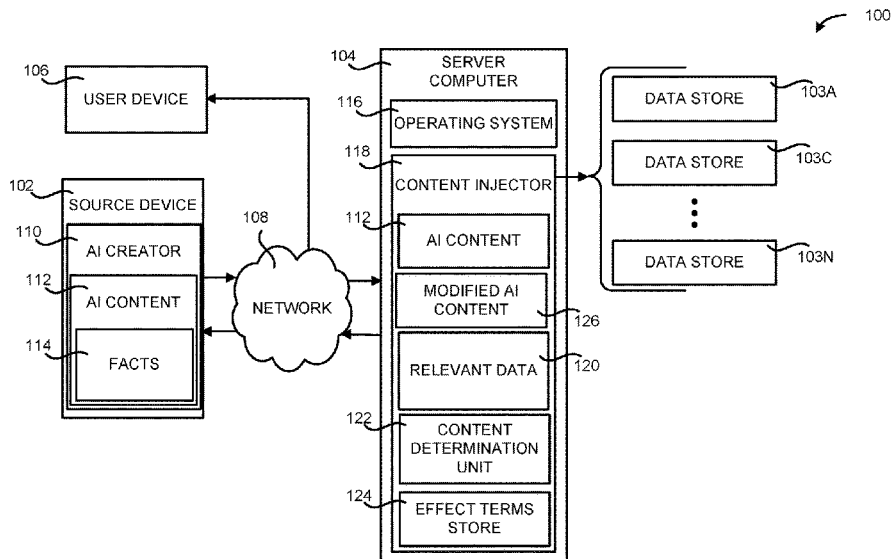 100
106
USER DEVICE
104
SERVER
COMPUTER
116
OPERATING SYSTEM
118
CONTENT INJECTOR
112
AI CONTENT
MODIFIED AI
CONTENT
126
RELEVANT DATA
120
122
CONTENT
DETERMINATION
UNIT
124
EFFECT TERMS
STORE
DATA STORE
103A
DATA STORE
103C
DATA STORE
103N
102
SOURCE DEVICE
110
AI CREATOR
112
AI CONTENT
114
FACTS
108
NETWORK